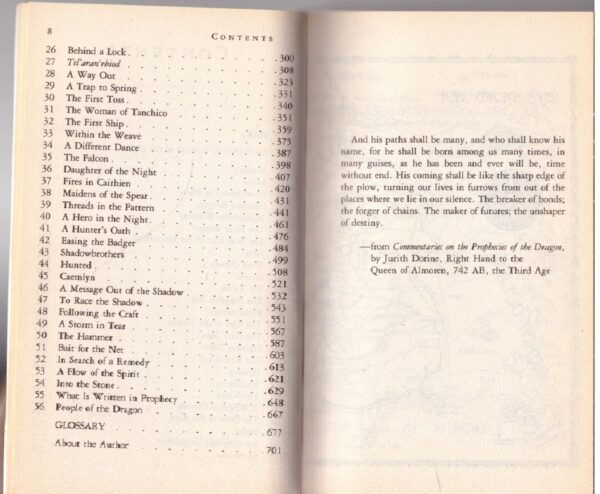 8 CONTENTS
26 Behind a Lock . . . . . . . . . . 300
27 Tel'aran'rhiod . . . . . . . . . . 308
28 A Way Out . . . . . . . . . . 323
29 A Trap to Spring . . . . . . . . . . 331
30 The First Toss . . . . . . . . . . 340
31 The Woman of Tanchico . . . . . . . . . . 351
32 The First Ship . . . . . . . . . . 359
33 Within the Weave . . . . . . . . . . 375
34 A Different Dance . . . . . . . . . . 387
35 The Falcon . . . . . . . . . . 398
36 Daughter of the Night . . . . . . . . . . 407
37 Fires in Cairhien . . . . . . . . . . 420
38 Maidens of the Spear . . . . . . . . . . 431
39 Threads in the Pattern . . . . . . . . . . 441
40 A Hero in the Night . . . . . . . . . . 461
41 A Hunter's Oath . . . . . . . . . . 476
42 Easing the Badger . . . . . . . . . . 484
43 Shadowbrothers . . . . . . . . . . 499
44 Hunted . . . . . . . . . . 508
45 Caemlyn . . . . . . . . . . 521
46 A Message Out of the Shadow . . . . . . . . . . 532
47 To Race the Shadow . . . . . . . . . . 543
48 Following the Craft . . . . . . . . . . 551
49 A Storm in Tear . . . . . . . . . . 567
50 The Hammer . . . . . . . . . . 587
51 Bait for the Net . . . . . . . . . . 603
52 In Search of a Remedy . . . . . . . . . . 613
53 A Flow of the Spirit . . . . . . . . . . 621
54 Into the Stone . . . . . . . . . . 629
55 What Is Written in Prophecy . . . . . . . . . . 648
56 People of the Dragon . . . . . . . . . . 667
GLOSSARY . . . . . . . . . . 677
About the Author . . . . . . . . . . 701
And his paths shall be many, and who shall know his
name, for he shall be born among us many times, in
many guises, as he has been and ever will be, time
without end. His coming shall be like the sharp edge of
the plow, turning our lives in furrows from out of the
places where we lie in our silence. The breaker of bonds;
the forger of chains. The maker of futures; the unshaper
of destiny.
—from Commentaries on the Prophecies of the Dragon,
by Jurith Dorine, Right Hand to the
Queen of Almoren, 742 AB, the Third Age